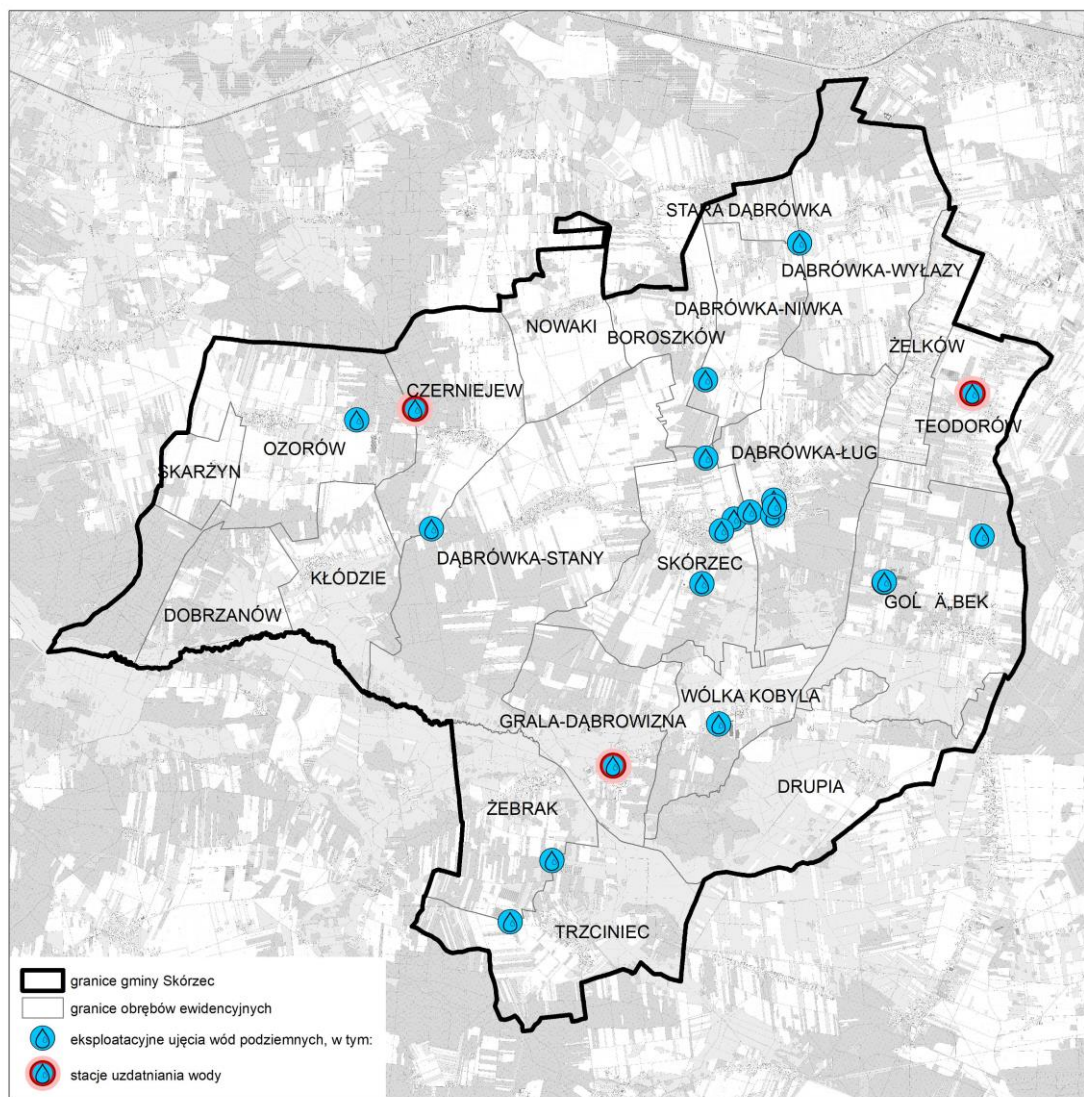 STARA DĄBRÓWKA
DĄBRÓWKA-WYŁAZY
DĄBRÓWKA-NIWKA
NOWAKI
BOROSZKÓW
ŻELKÓW
CZERNIEJEW
TEODORÓW
OZORÓW
DĄBRÓWKA-ŁUG
SKARŻYN
DĄBRÓWKA-STANY
SKÓRZEC
KŁÓDZIE
GOĹ Ä„BEK
DOBRZANÓW
WÓLKA KOBYLA
GRALA-DĄBROWIZNA
DRUPIA
ŻEBRAK
TRZCINIEC
granice gminy Skórzec
granice obrębów ewidencyjnych
eksploatacyjne ujęcia wód podziemnych, w tym:
stacje uzdatniania wody